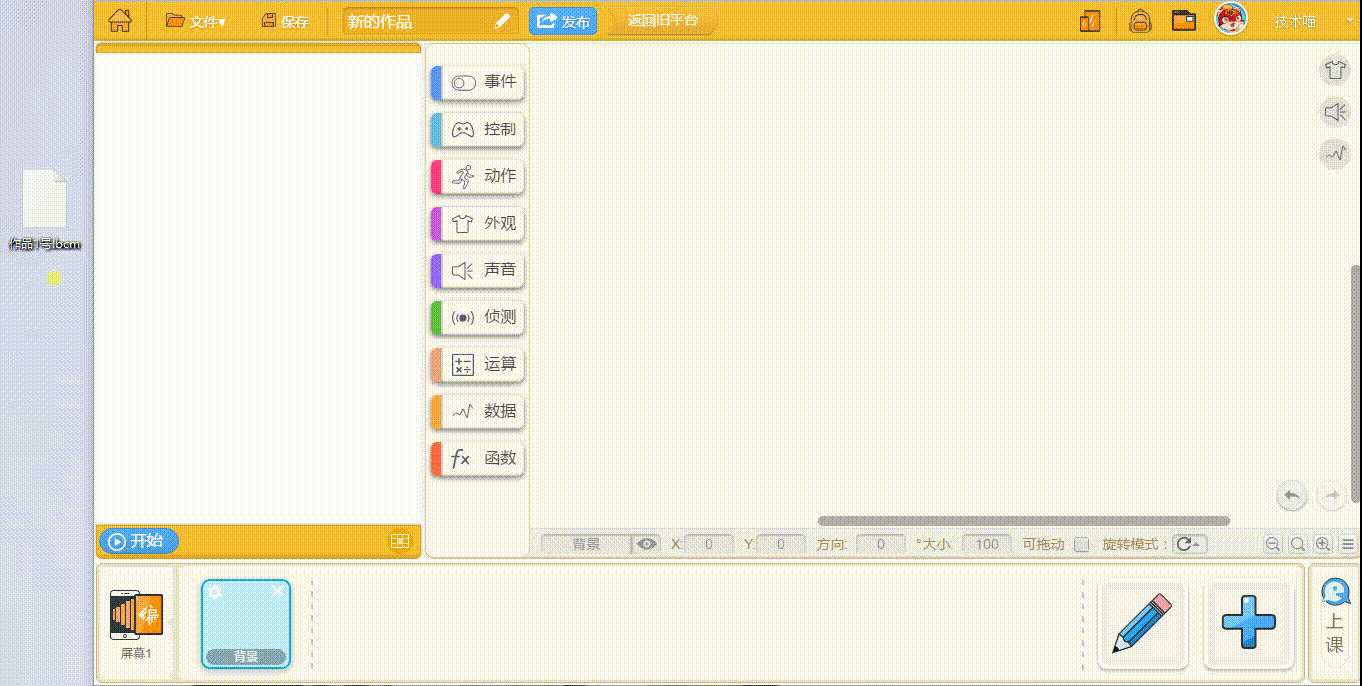 文件▾
保存
新的作品
发布
返回旧平台
技术喵
作品1号.bcm
事件
控制
动作
外观
声音
侦测
运算
数据
fx 函数
开始
背景
X: 0
Y: 0
方向: 0
°大小: 100
可拖动
旋转模式:
屏幕1
编
背景
上
课